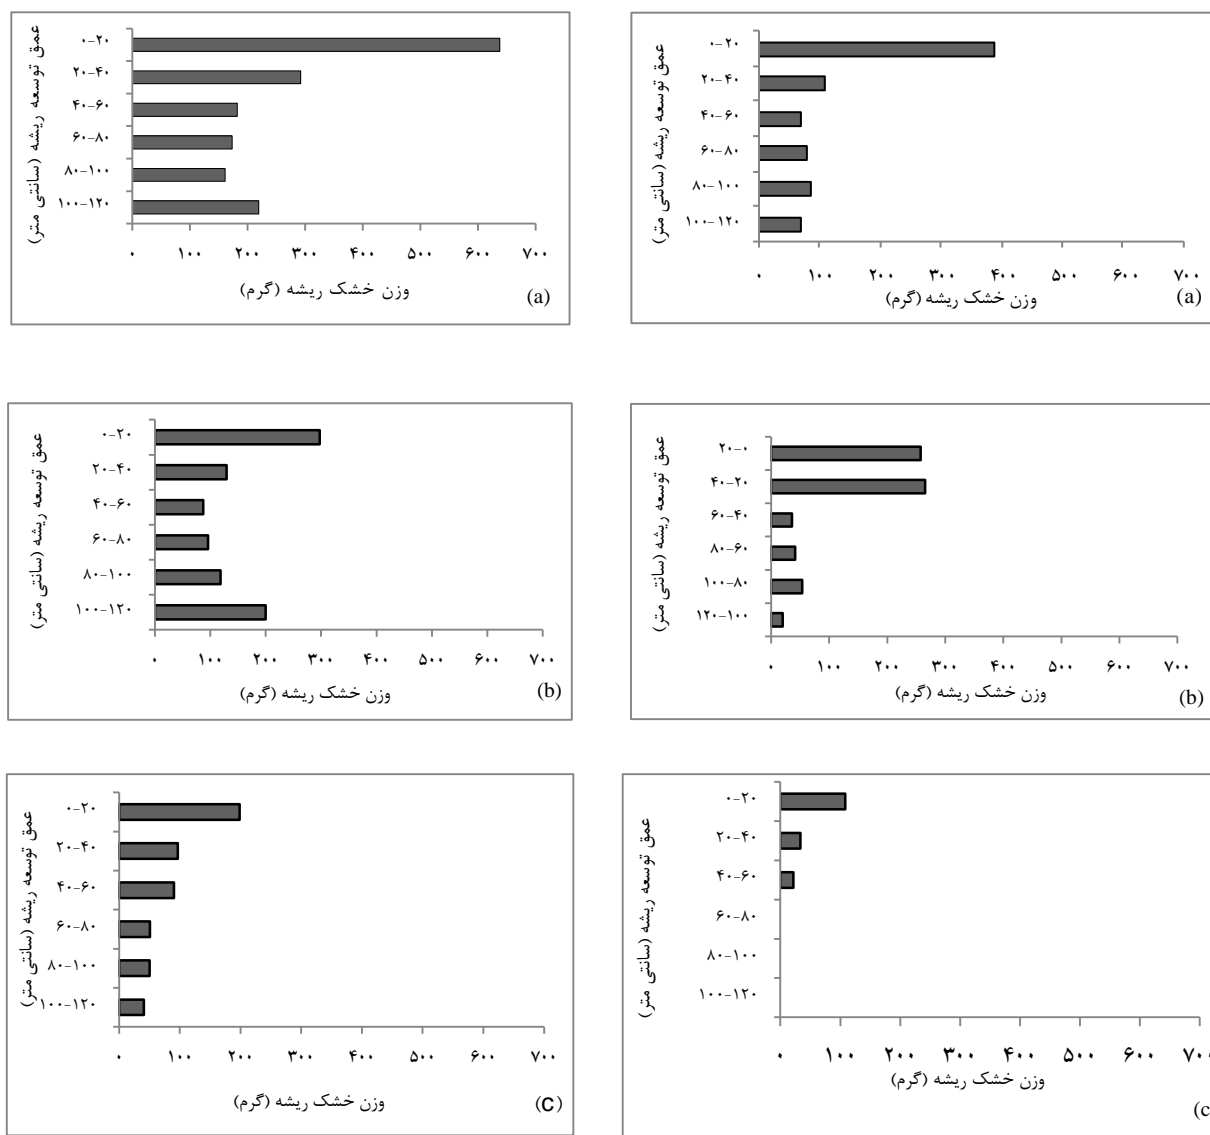 عمق توسعه ریشه (سانتی متر)
۰-۲۰
۲۰-۴۰
۴۰-۶۰
۶۰-۸۰
۸۰-۱۰۰
۱۰۰-۱۲۰
۰ ۱۰۰ ۲۰۰ ۳۰۰ ۴۰۰ ۵۰۰ ۶۰۰ ۷۰۰
وزن خشک ریشه (گرم)
(a)
عمق توسعه ریشه (سانتی متر)
۰-۲۰
۲۰-۴۰
۴۰-۶۰
۶۰-۸۰
۸۰-۱۰۰
۱۰۰-۱۲۰
۰ ۱۰۰ ۲۰۰ ۳۰۰ ۴۰۰ ۵۰۰ ۶۰۰ ۷۰۰
وزن خشک ریشه (گرم)
(a)
عمق توسعه ریشه (سانتی متر)
۰-۲۰
۲۰-۴۰
۴۰-۶۰
۶۰-۸۰
۸۰-۱۰۰
۱۰۰-۱۲۰
۰ ۱۰۰ ۲۰۰ ۳۰۰ ۴۰۰ ۵۰۰ ۶۰۰ ۷۰۰
وزن خشک ریشه (گرم)
(b)
عمق توسعه ریشه (سانتی متر)
۲۰-۰
۴۰-۲۰
۶۰-۴۰
۸۰-۶۰
۱۰۰-۸۰
۱۲۰-۱۰۰
۰ ۱۰۰ ۲۰۰ ۳۰۰ ۴۰۰ ۵۰۰ ۶۰۰ ۷۰۰
وزن خشک ریشه (گرم)
(b)
عمق توسعه ریشه (سانتی متر)
۰-۲۰
۲۰-۴۰
۴۰-۶۰
۶۰-۸۰
۸۰-۱۰۰
۱۰۰-۱۲۰
۰ ۱۰۰ ۲۰۰ ۳۰۰ ۴۰۰ ۵۰۰ ۶۰۰ ۷۰۰
وزن خشک ریشه (گرم)
(C)
عمق توسعه ریشه (سانتی متر)
۰-۲۰
۲۰-۴۰
۴۰-۶۰
۶۰-۸۰
۸۰-۱۰۰
۱۰۰-۱۲۰
۰ ۱۰۰ ۲۰۰ ۳۰۰ ۴۰۰ ۵۰۰ ۶۰۰ ۷۰۰
وزن خشک ریشه (گرم)
(c